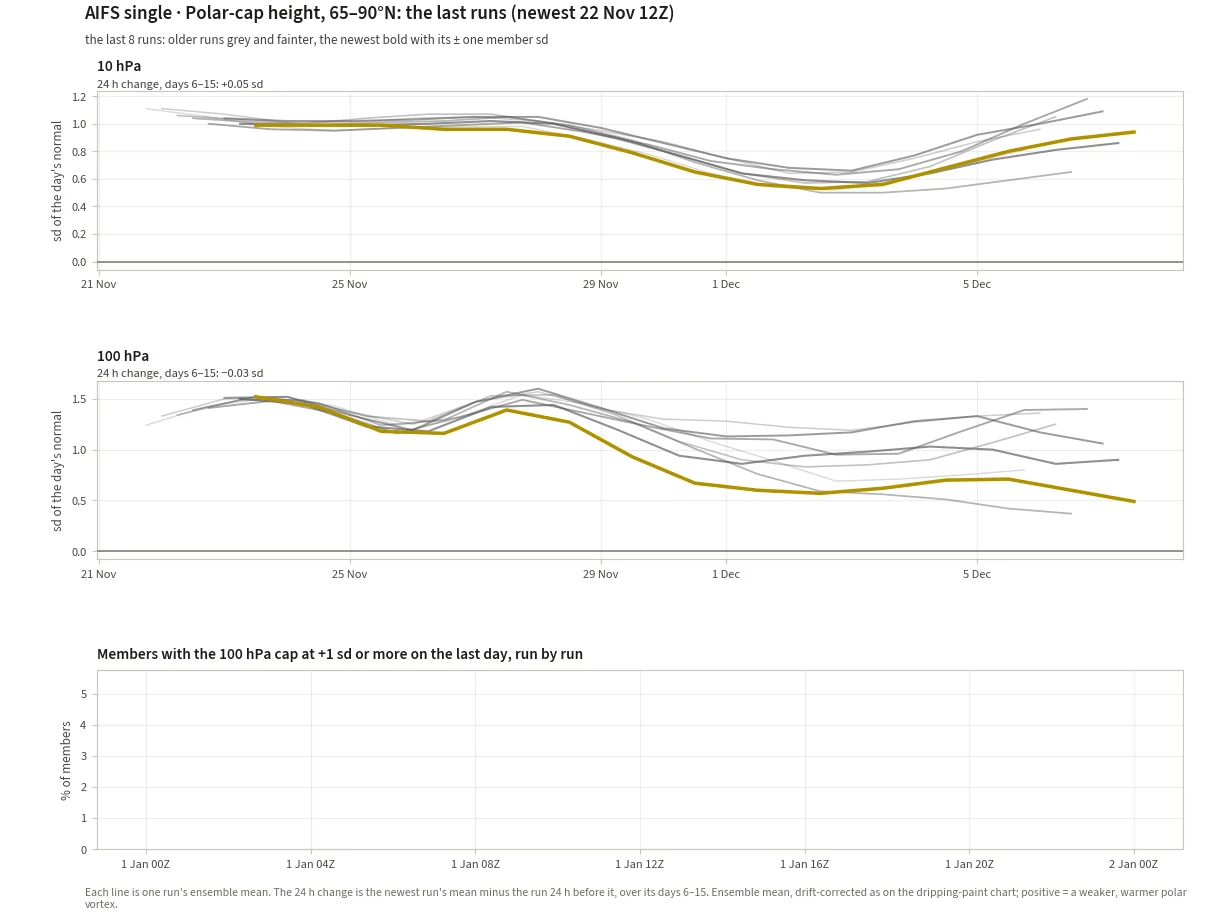 AIFS single · Polar-cap height, 65–90°N: the last runs (newest 22 Nov 12Z)
the last 8 runs: older runs grey and fainter, the newest bold with its ± one member sd
10 hPa
24 h change, days 6–15: +0.05 sd
sd of the day's normal
1.2
1.0
0.8
0.6
0.4
0.2
0.0
21 Nov 25 Nov 29 Nov 1 Dec 5 Dec
100 hPa
24 h change, days 6–15: −0.03 sd
sd of the day's normal
1.5
1.0
0.5
0.0
21 Nov 25 Nov 29 Nov 1 Dec 5 Dec
Members with the 100 hPa cap at +1 sd or more on the last day, run by run
% of members
5
4
3
2
1
0
1 Jan 00Z 1 Jan 04Z 1 Jan 08Z 1 Jan 12Z 1 Jan 16Z 1 Jan 20Z 2 Jan 00Z
Each line is one run's ensemble mean. The 24 h change is the newest run's mean minus the run 24 h before it, over its days 6–15. Ensemble mean, drift-corrected as on the dripping-paint chart; positive = a weaker, warmer polar
vortex.